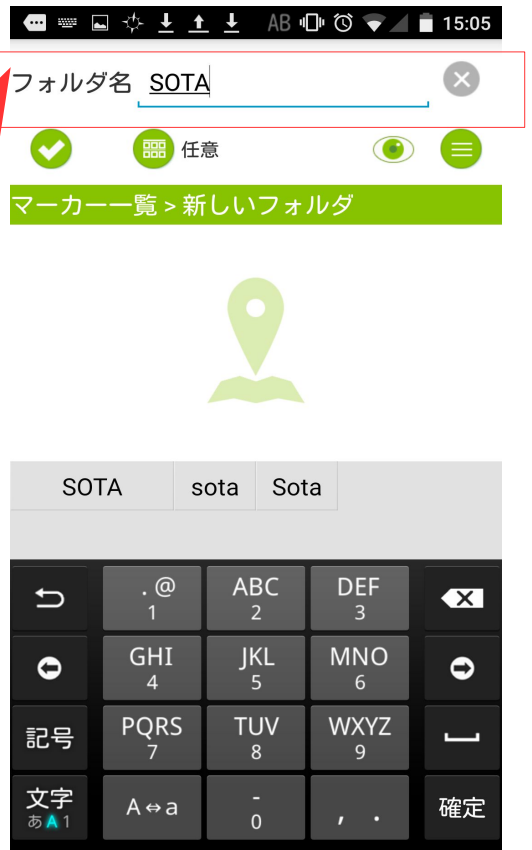 AB 15:05
フォルダ名 SOTA
任意
マーカー一覧 > 新しいフォルダ
SOTA sota Sota
. @ ABC DEF
1 2 3
GHI JKL MNO
4 5 6
記号 PQRS TUV WXYZ
7 8 9
文字 A⇔a - , . 確定
あA1 0